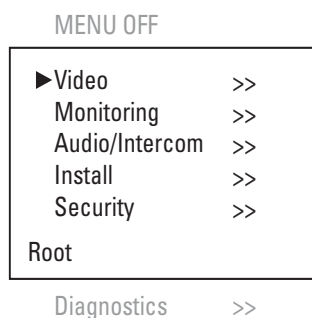 MENU OFF
▶Video >>
Monitoring >>
Audio/Intercom >>
Install >>
Security >>
Root
Diagnostics >>